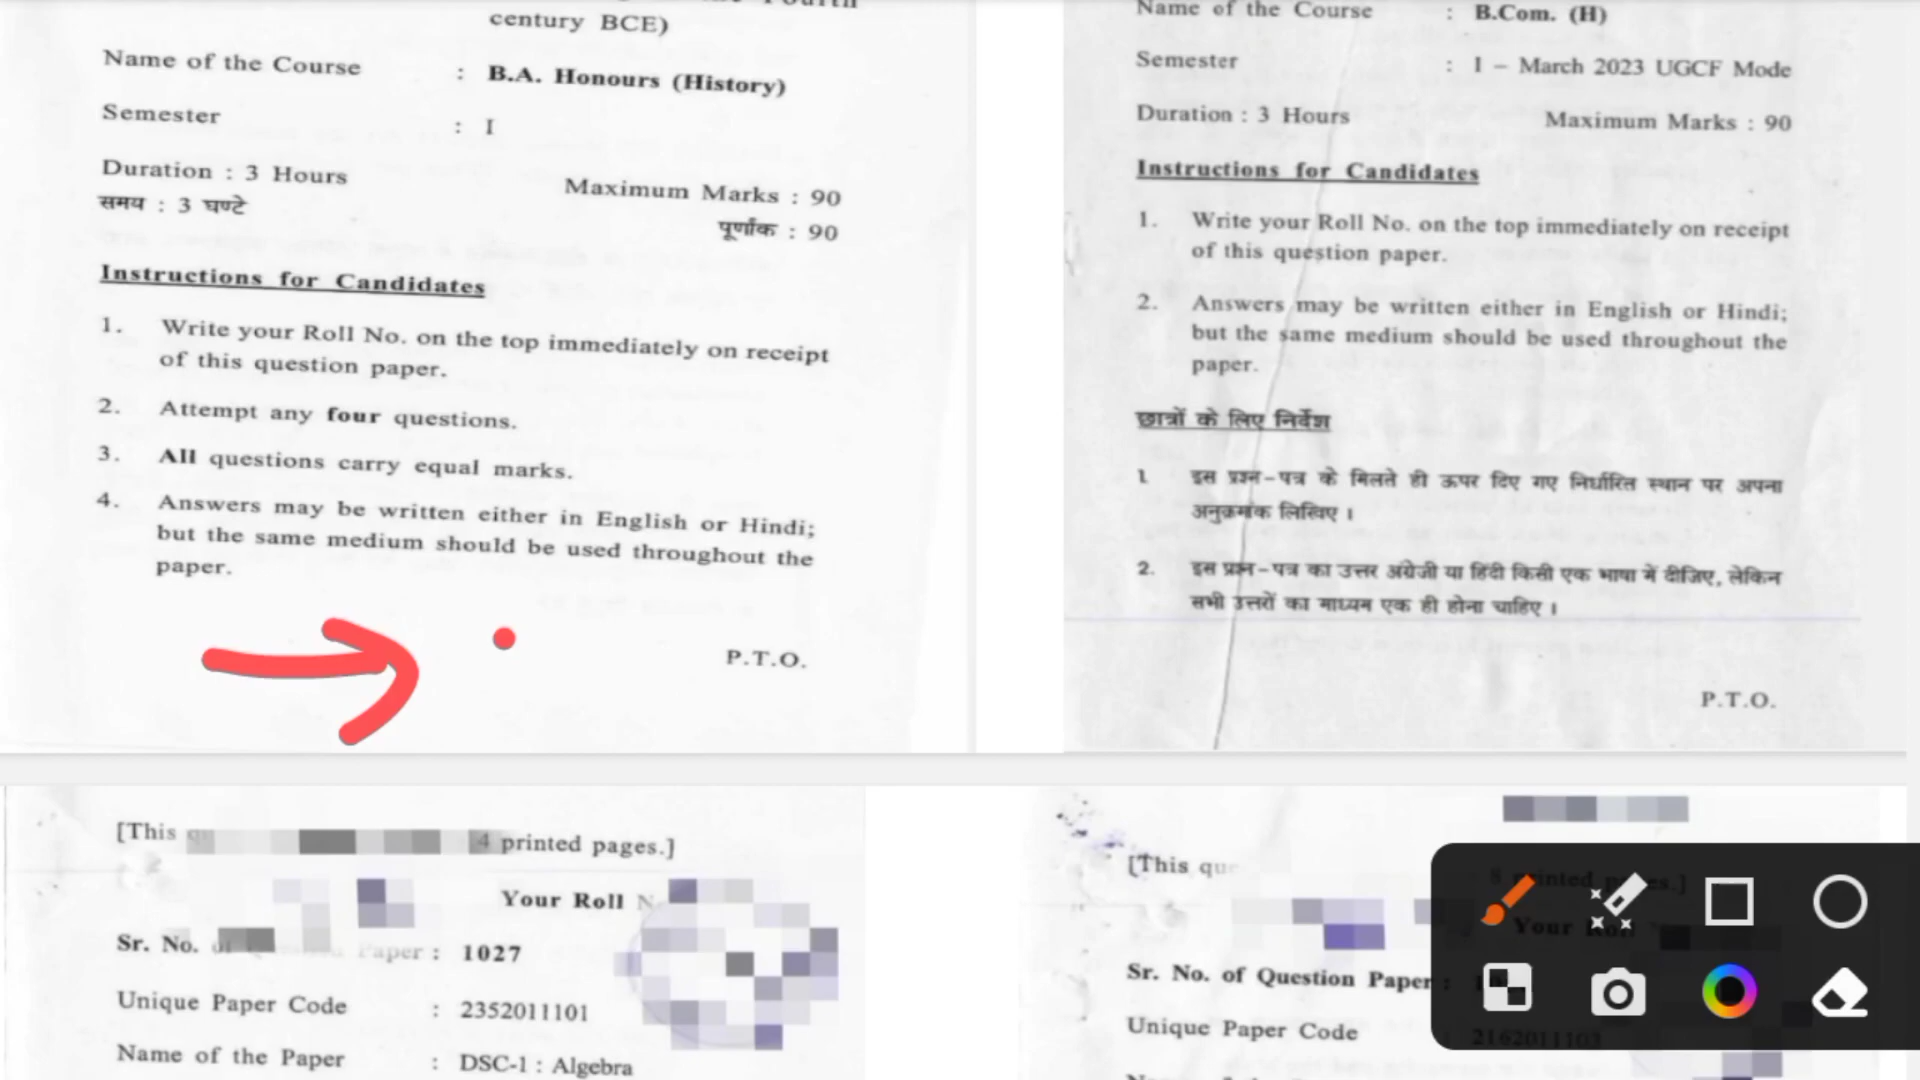 century BCE)
Name of the Course : B.A. Honours (History)
Semester : I
Duration : 3 Hours Maximum Marks : 90
समय : 3 घण्टे पूर्णांक : 90
Instructions for Candidates
1. Write your Roll No. on the top immediately on receipt
of this question paper.
2. Attempt any four questions.
3. All questions carry equal marks.
4. Answers may be written either in English or Hindi;
but the same medium should be used throughout the
paper.
P.T.O.
Name of the Course : B.Com. (H)
Semester : I – March 2023 UGCF Mode
Duration : 3 Hours Maximum Marks : 90
Instructions for Candidates
1. Write your Roll No. on the top immediately on receipt
of this question paper.
2. Answers may be written either in English or Hindi;
but the same medium should be used throughout the
paper.
छात्रों के लिए निर्देश
1. इस प्रश्न-पत्र के मिलते ही ऊपर दिए गए निर्धारित स्थान पर अपना
अनुक्रमांक लिखिए ।
2. इस प्रश्न-पत्र का उत्तर अंग्रेजी या हिंदी किसी एक भाषा में दीजिए, लेकिन
सभी उत्तरों का माध्यम एक ही होना चाहिए ।
P.T.O.
[This 4 printed pages.]
Your Roll
Sr. No. Paper : 1027
Unique Paper Code : 2352011101
Name of the Paper : DSC-1 : Algebra
[This 8 printed pages.]
Your
Sr. No. of Question Paper :
Unique Paper Code